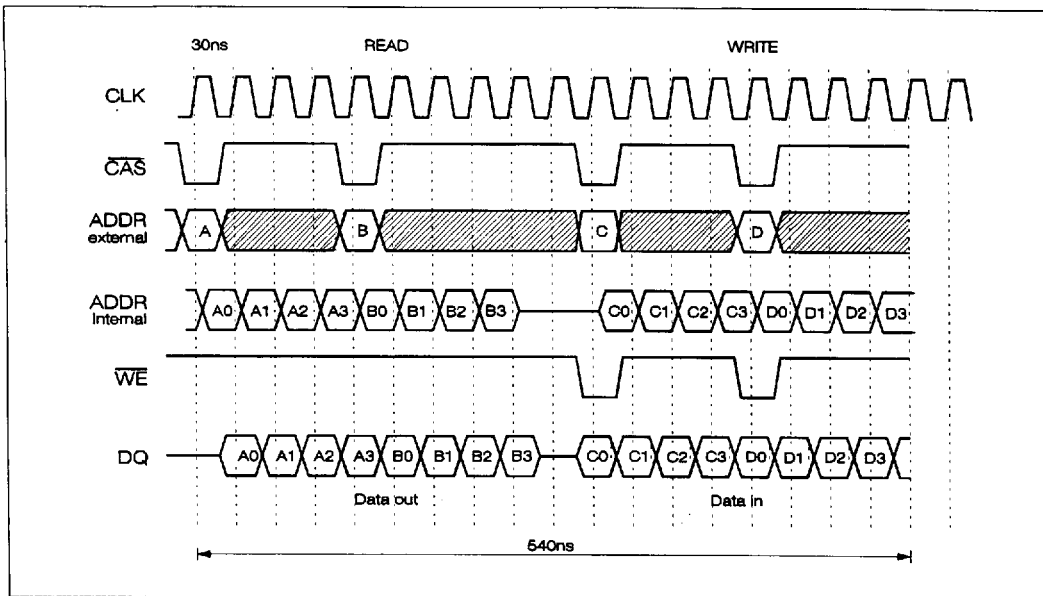 30ns READ WRITE
CLK
CAS
ADDR
external
A B C D
ADDR
Internal
A0 A1 A2 A3 B0 B1 B2 B3 C0 C1 C2 C3 D0 D1 D2 D3
WE
DQ
A0 A1 A2 A3 B0 B1 B2 B3 C0 C1 C2 C3 D0 D1 D2 D3
Data out Data in
540ns